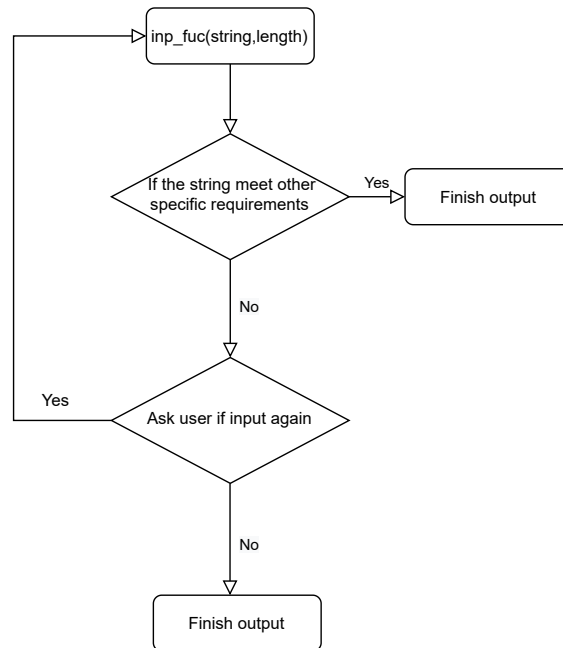 inp_fuc(string,length)
If the string meet other
specific requirements
Yes
Finish output
No
Yes
Ask user if input again
No
Finish output